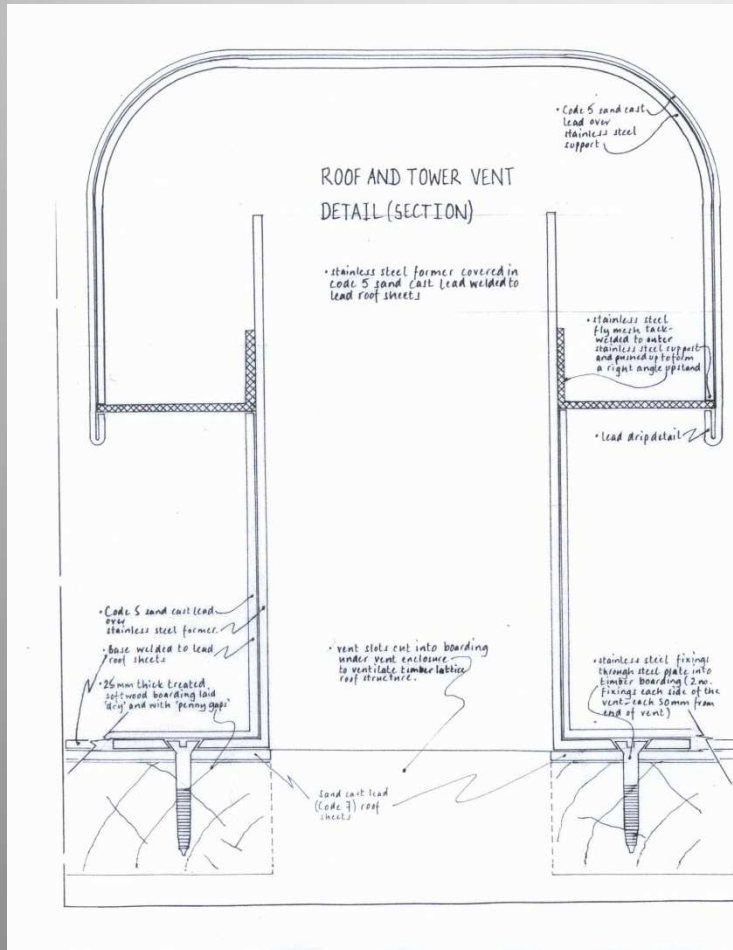 • Code 5 sand cast
lead over
stainless steel
support
ROOF AND TOWER VENT
DETAIL (SECTION)
• stainless steel former covered in
code 5 sand cast lead welded to
lead roof sheets
• stainless steel
fly mesh tack-
welded to outer
stainless steel support
and pushed up to form
a right angle upstand
• lead drip detail
• Code 5 sand cast lead
over
stainless steel former.
• Base welded to lead
roof sheets
• 25mm thick treated
softwood boarding laid
'dry' and with 'penny gaps'
• vent slots cut into boarding
under vent enclosure
to ventilate timber lattice
roof structure.
• stainless steel fixings
through steel plate into
timber boarding (2 no.
fixings each side of the
vent - each 50mm from
end of vent)
Sand cast lead
(Code 7) roof
sheets